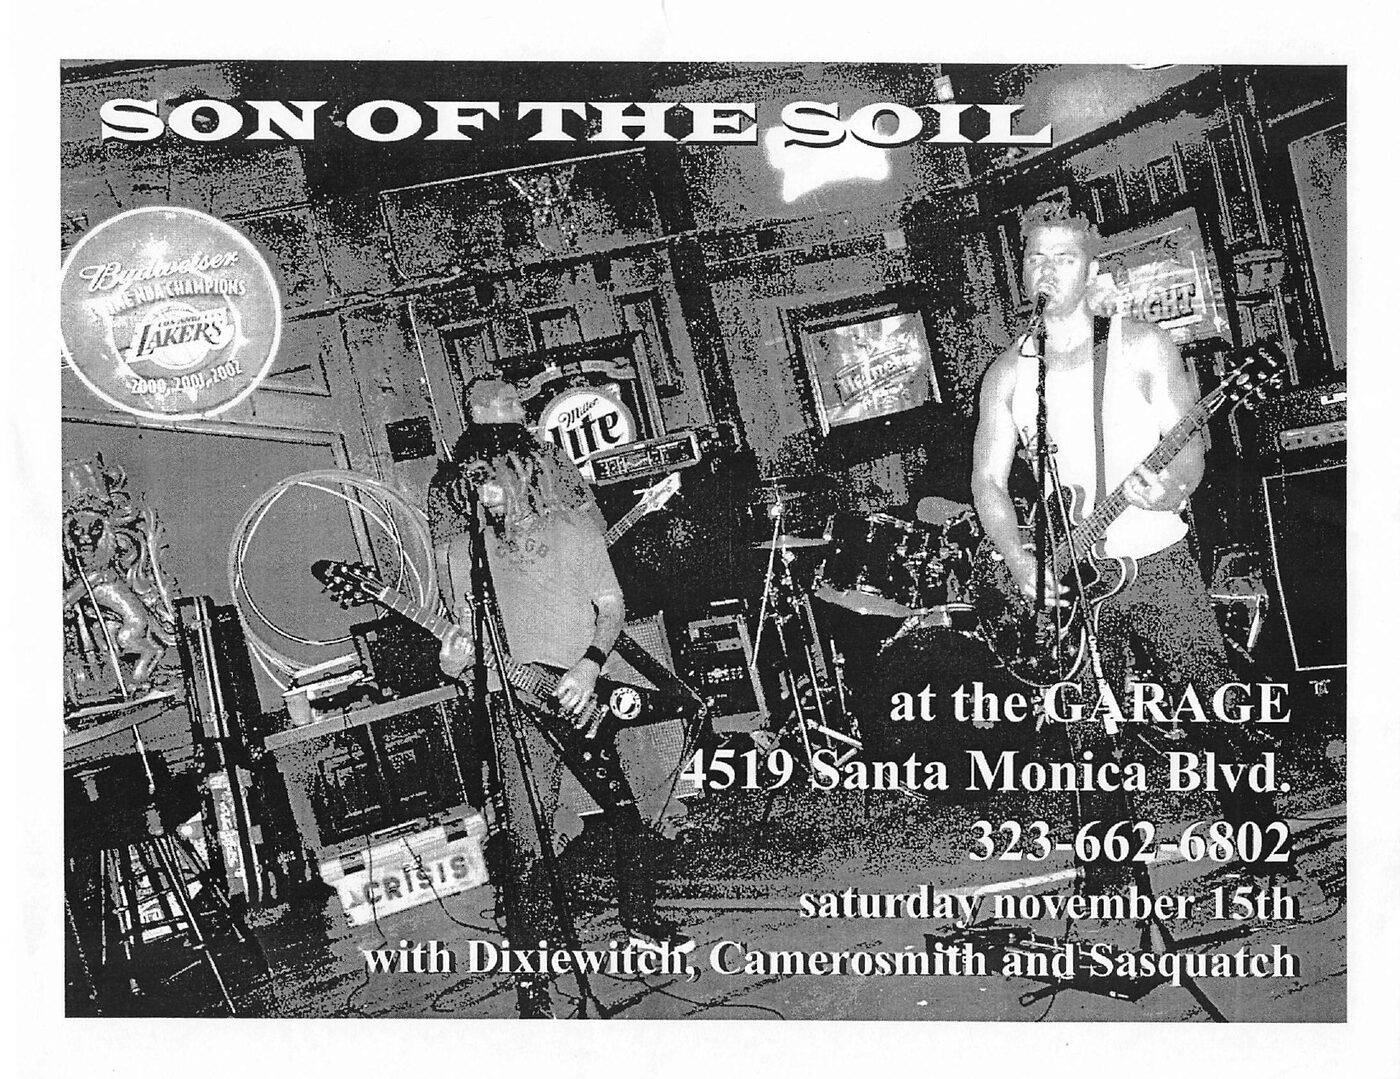 SON OF THE SOIL
Budweiser
NBA CHAMPIONS
LAKERS
2000, 2001, 2002
Miller
lite
CBGB
at the GARAGE
4519 Santa Monica Blvd.
323-662-6802
CRISIS
saturday november 15th
with Dixiewitch, Camerosmith and Sasquatch